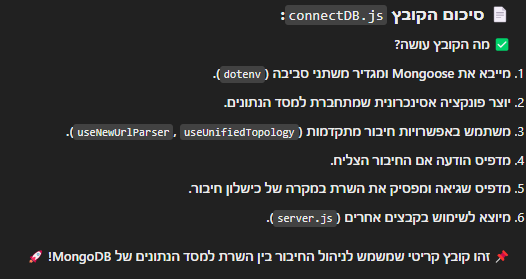 📄 סיכום הקובץ connectDB.js:
✅ מה הקובץ עושה?
1. מייבא את Mongoose ומגדיר משתני סביבה (dotenv).
2. יוצר פונקציה אסינכרונית שמתחברת למסד הנתונים.
3. משתמש באפשרויות חיבור מתקדמות (useNewUrlParser, useUnifiedTopology).
4. מדפיס הודעה אם החיבור הצליח.
5. מדפיס שגיאה ומפסיק את השרת במקרה של כישלון חיבור.
6. מיוצא לשימוש בקבצים אחרים (server.js).
📌 זהו קובץ קריטי שמשמש לניהול החיבור בין השרת למסד הנתונים של MongoDB! 🚀